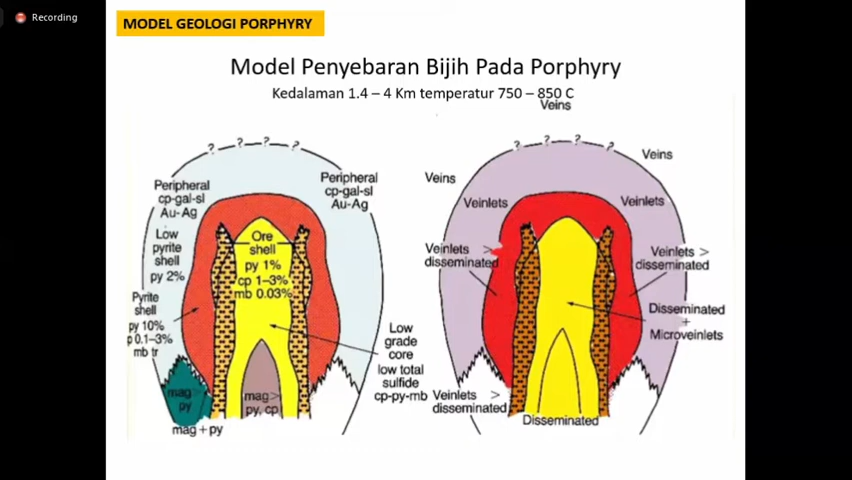 Recording
MODEL GEOLOGI PORPHYRY
Model Penyebaran Bijih Pada Porphyry
Kedalaman 1.4 – 4 Km temperatur 750 – 850 C
? ? ? ?
Peripheral
cp-gal-sl
Au-Ag
Peripheral
cp-gal-sl
Au-Ag
Low
pyrite
shell
py 2%
Ore
shell
py 1%
cp 1–3%
mb 0.03%
Pyrite
shell
py 10%
p 0.1–3%
mb tr
Low
grade
core
low total
sulfide
cp-py-mb
mag>
py
mag>
py, cp
mag+py
Veins
? ? ? ?
Veins
Veins
Veinlets
Veinlets
Veinlets >
disseminated
Veinlets >
disseminated
Disseminated
+
Microveinlets
Veinlets >
disseminated
Disseminated